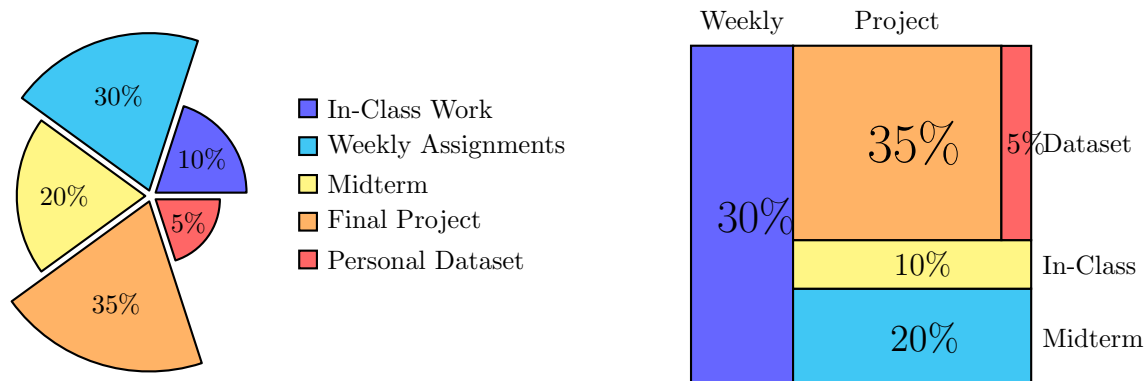 30%
10%
20%
5%
35%
In-Class Work
Weekly Assignments
Midterm
Final Project
Personal Dataset
Weekly
Project
35%
5%
Dataset
30%
10%
In-Class
20%
Midterm